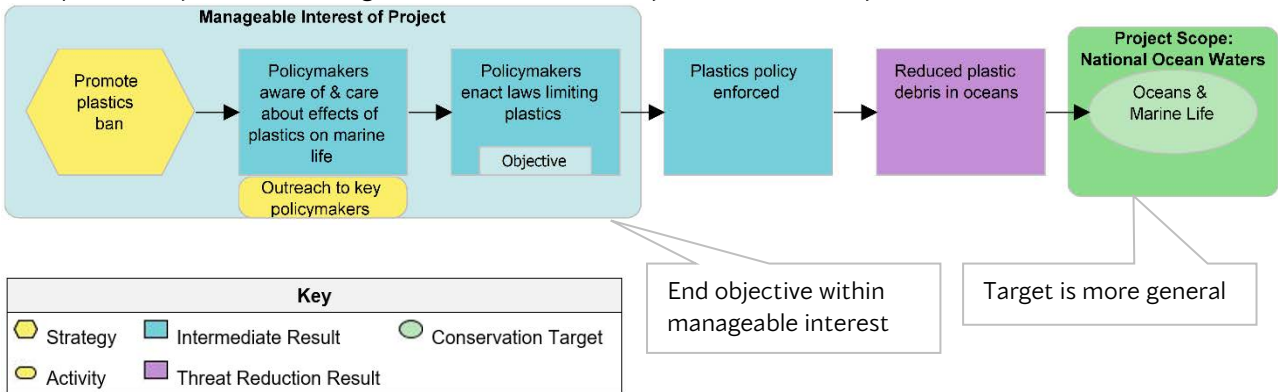 Manageable Interest of Project
Promote
plastics
ban
Policymakers
aware of & care
about effects of
plastics on marine
life
Outreach to key
policymakers
Policymakers
enact laws limiting
plastics
Objective
Plastics policy
enforced
Reduced plastic
debris in oceans
Project Scope:
National Ocean Waters
Oceans &
Marine Life
End objective within
manageable interest
Target is more general
Key
Strategy
Intermediate Result
Conservation Target
Activity
Threat Reduction Result